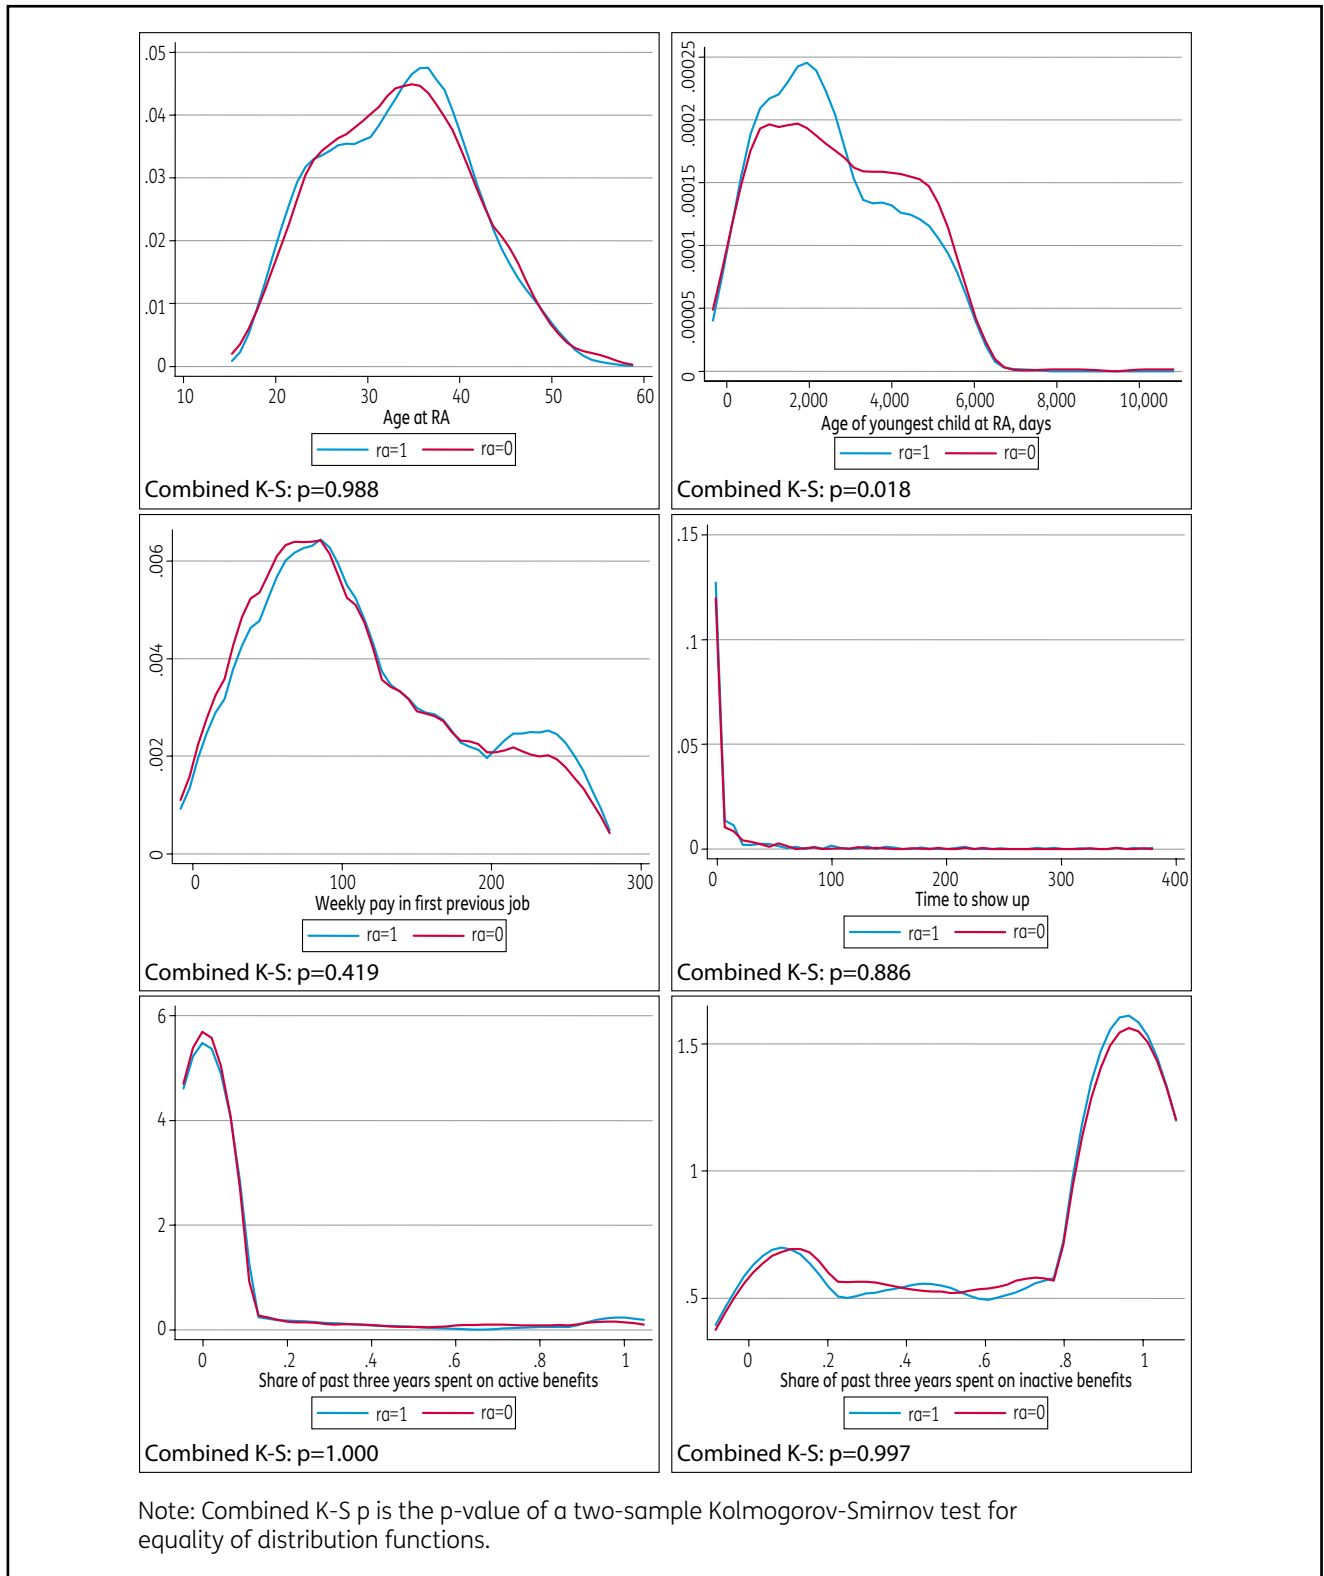 .05
.04
.03
.02
.01
0
10 20 30 40 50 60
Age at RA
ra=1 ra=0
Combined K-S: p=0.988
.00025
.0002
.00015
.0001
.00005
0
0 2,000 4,000 6,000 8,000 10,000
Age of youngest child at RA, days
ra=1 ra=0
Combined K-S: p=0.018
.006
.004
.002
0
0 100 200 300
Weekly pay in first previous job
ra=1 ra=0
Combined K-S: p=0.419
.15
.1
.05
0
0 100 200 300 400
Time to show up
ra=1 ra=0
Combined K-S: p=0.886
6
4
2
0
0 .2 .4 .6 .8 1
Share of past three years spent on active benefits
ra=1 ra=0
Combined K-S: p=1.000
1.5
1
.5
0 .2 .4 .6 .8 1
Share of past three years spent on inactive benefits
ra=1 ra=0
Combined K-S: p=0.997
Note: Combined K-S p is the p-value of a two-sample Kolmogorov-Smirnov test for
equality of distribution functions.